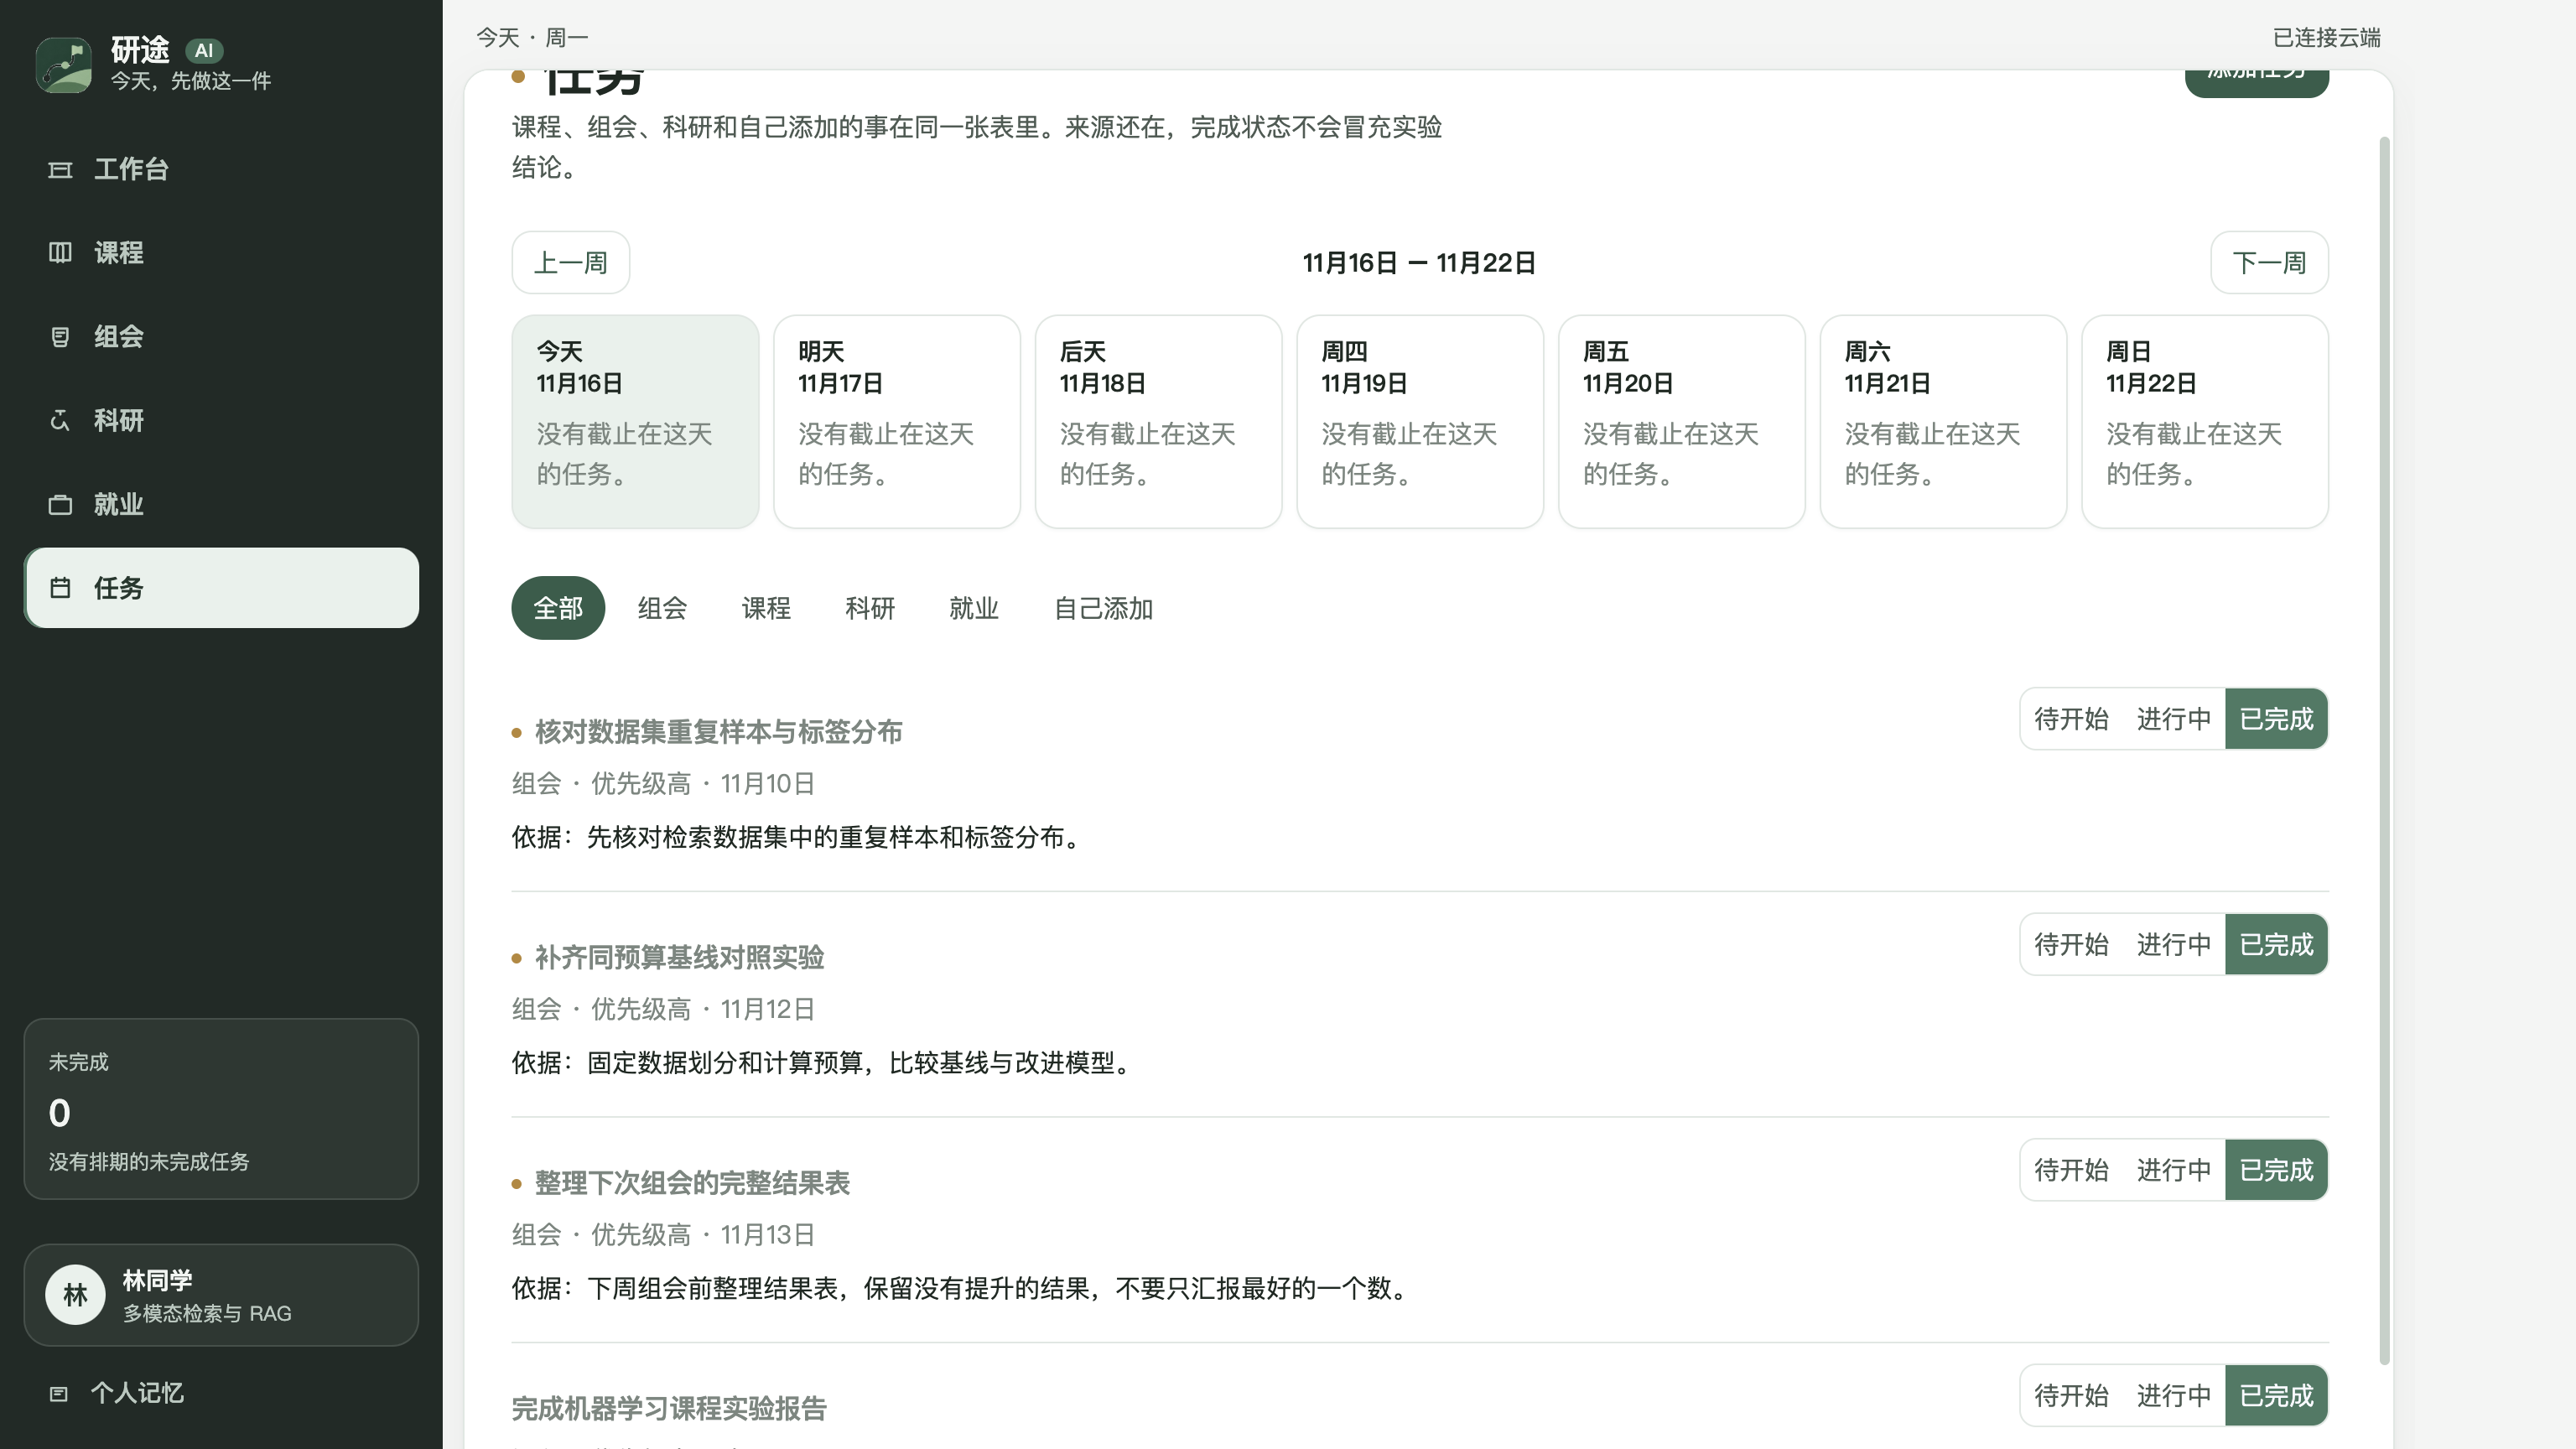 研途 AI
今天，先做这一件
工作台
课程
组会
科研
就业
任务
未完成
0
没有排期的未完成任务
林
林同学
多模态检索与 RAG
个人记忆
今天 · 周一
已连接云端
任务
添加任务
课程、组会、科研和自己添加的事在同一张表里。来源还在，完成状态不会冒充实验
结论。
上一周
11月16日 — 11月22日
下一周
今天
11月16日
没有截止在这天
的任务。
明天
11月17日
没有截止在这天
的任务。
后天
11月18日
没有截止在这天
的任务。
周四
11月19日
没有截止在这天
的任务。
周五
11月20日
没有截止在这天
的任务。
周六
11月21日
没有截止在这天
的任务。
周日
11月22日
没有截止在这天
的任务。
全部 组会 课程 科研 就业 自己添加
核对数据集重复样本与标签分布
待开始 进行中 已完成
组会 · 优先级高 · 11月10日
依据：先核对检索数据集中的重复样本和标签分布。
补齐同预算基线对照实验
待开始 进行中 已完成
组会 · 优先级高 · 11月12日
依据：固定数据划分和计算预算，比较基线与改进模型。
整理下次组会的完整结果表
待开始 进行中 已完成
组会 · 优先级高 · 11月13日
依据：下周组会前整理结果表，保留没有提升的结果，不要只汇报最好的一个数。
完成机器学习课程实验报告
待开始 进行中 已完成